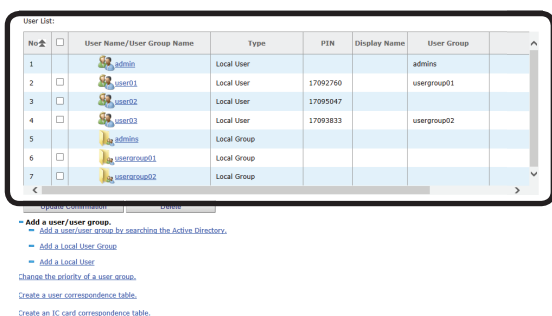 User List:
No User Name/User Group Name Type PIN Display Name User Group
1 admin Local User admins
2 user01 Local User 17092760 usergroup01
3 user02 Local User 17095047
4 user03 Local User 17093833 usergroup02
5 admins Local Group
6 usergroup01 Local Group
7 usergroup02 Local Group
Update Confirmation Delete
Add a user/user group.
Add a user/user group by searching the Active Directory.
Add a Local User Group
Add a Local User
Change the priority of a user group.
Create a user correspondence table.
Create an IC card correspondence table.